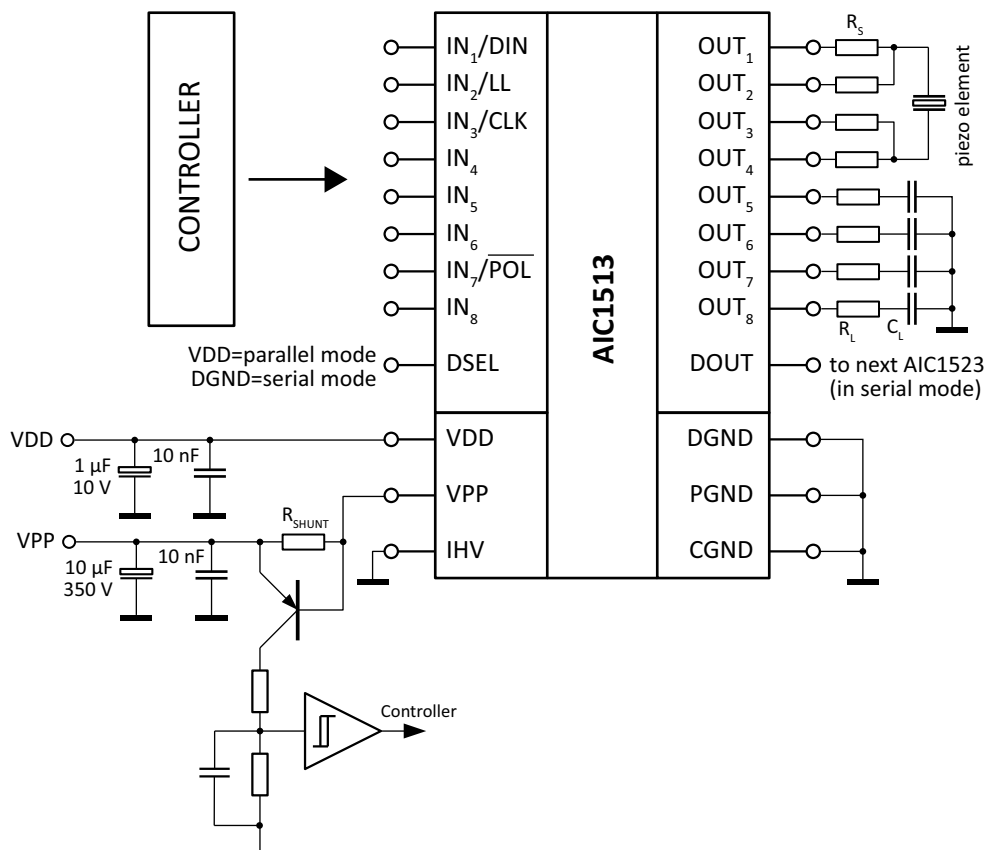 CONTROLLER
IN1/DIN
IN2/LL
IN3/CLK
IN4
IN5
IN6
IN7/POL
IN8
DSEL
VDD=parallel mode
DGND=serial mode
VDD
VPP
IHV
AIC1513
OUT1
OUT2
OUT3
OUT4
OUT5
OUT6
OUT7
OUT8
DOUT
DGND
PGND
CGND
RS
piezo element
RL
CL
to next AIC1523
(in serial mode)
VDD
1 µF
10 V
10 nF
VPP
10 µF
350 V
10 nF
RSHUNT
Controller